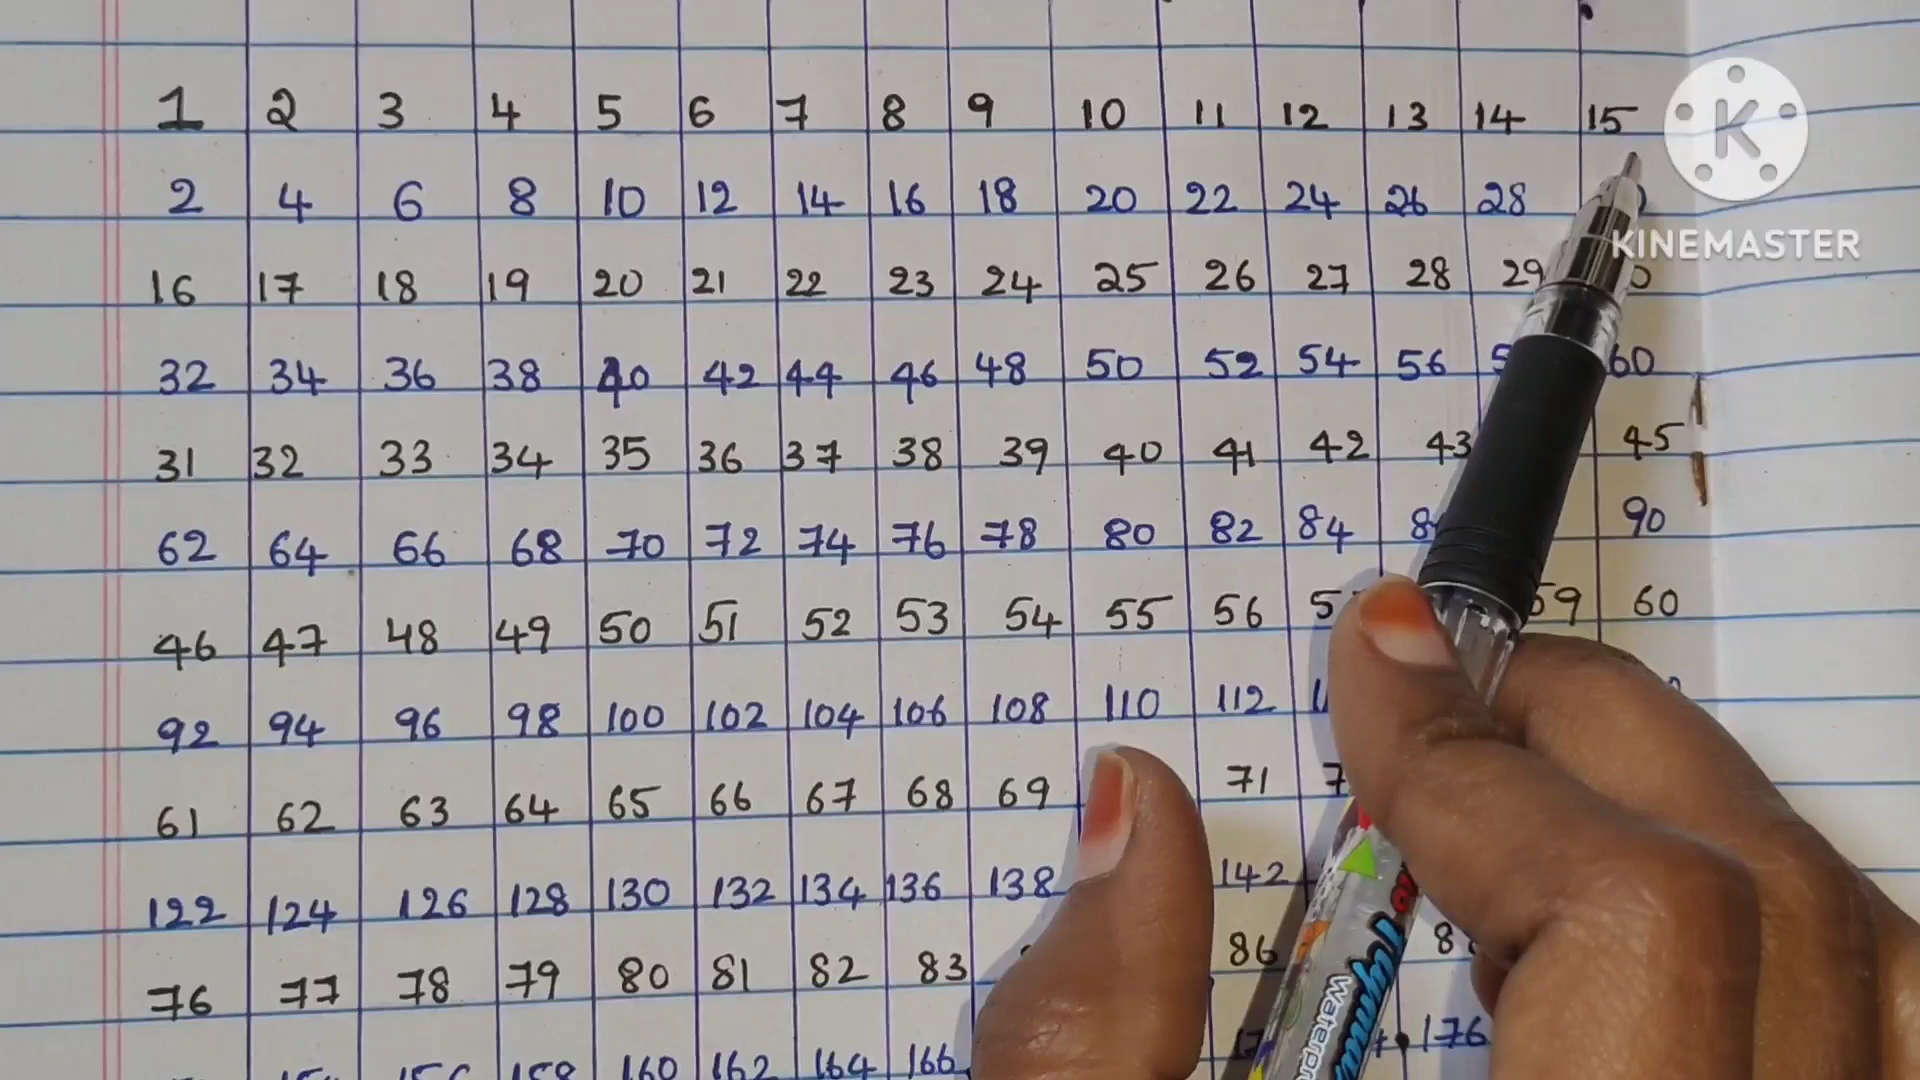 1 2 3 4 5 6 7 8 9 10 11 12 13 14 15
2 4 6 8 10 12 14 16 18 20 22 24 26 28
16 17 18 19 20 21 22 23 24 25 26 27 28 29
32 34 36 38 40 42 44 46 48 50 52 54 56 60
31 32 33 34 35 36 37 38 39 40 41 42 43 45
62 64 66 68 70 72 74 76 78 80 82 84 90
46 47 48 49 50 51 52 53 54 55 56 59 60
92 94 96 98 100 102 104 106 108 110 112
61 62 63 64 65 66 67 68 69 71
122 124 126 128 130 132 134 136 138 142
76 77 78 79 80 81 82 83 86
158 160 162 164 166 176
K
KINEMASTER